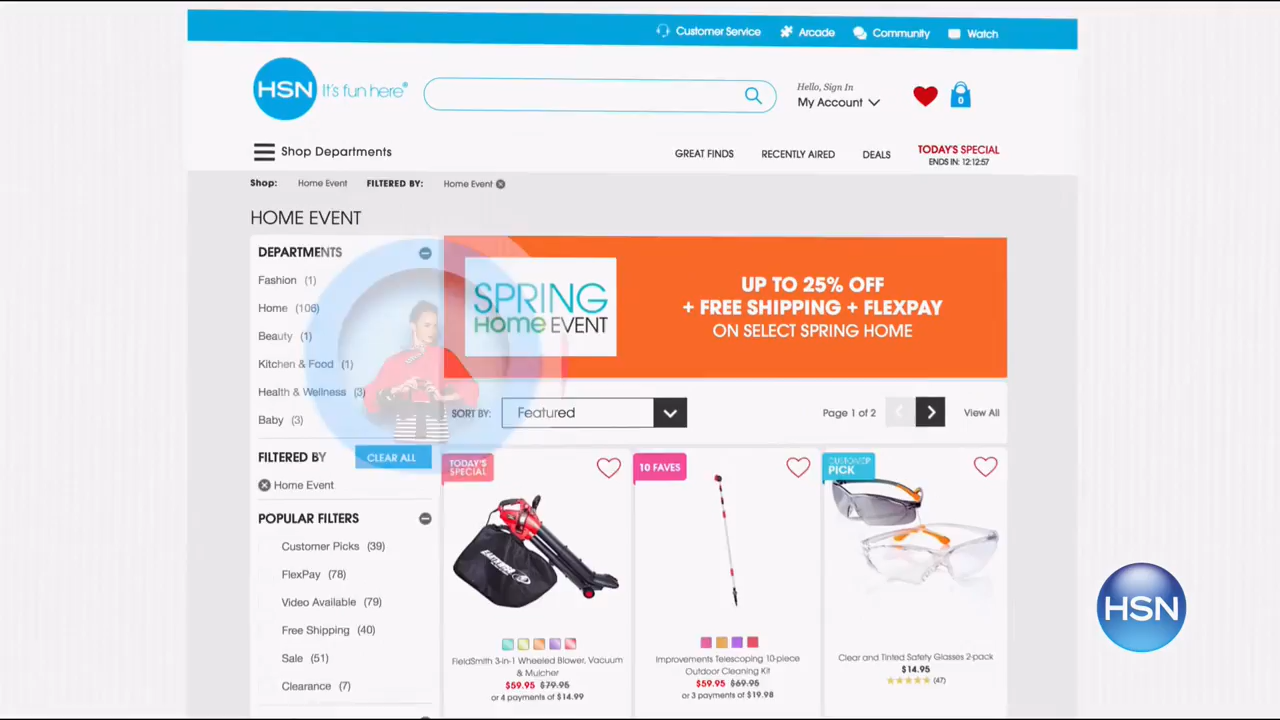 Customer Service Arcade Community Watch
HSN It's fun here®
Hello, Sign In
My Account
0
Shop Departments
GREAT FINDS RECENTLY AIRED DEALS TODAY'S SPECIAL
ENDS IN: 12:12:57
Shop: Home Event FILTERED BY: Home Event
HOME EVENT
DEPARTMENTS
Fashion (1)
Home (106)
Beauty (1)
Kitchen & Food (1)
Health & Wellness (3)
Baby (3)
FILTERED BY CLEAR ALL
Home Event
POPULAR FILTERS
Customer Picks (39)
FlexPay (78)
Video Available (79)
Free Shipping (40)
Sale (51)
Clearance (7)
SPRING
Home EVENT
UP TO 25% OFF
+ FREE SHIPPING + FLEXPAY
ON SELECT SPRING HOME
SORT BY: Featured
Page 1 of 2 View All
TODAY'S
SPECIAL
FieldSmith 3-in-1 Wheeled Blower, Vacuum
& Mulcher
$59.95 $79.95
or 4 payments of $14.99
10 FAVES
Improvements Telescoping 10-piece
Outdoor Cleaning Kit
$59.95 $69.95
or 3 payments of $19.98
CUSTOMER
PICK
Clear and Tinted Safety Glasses 2-pack
$14.95
(47)
HSN